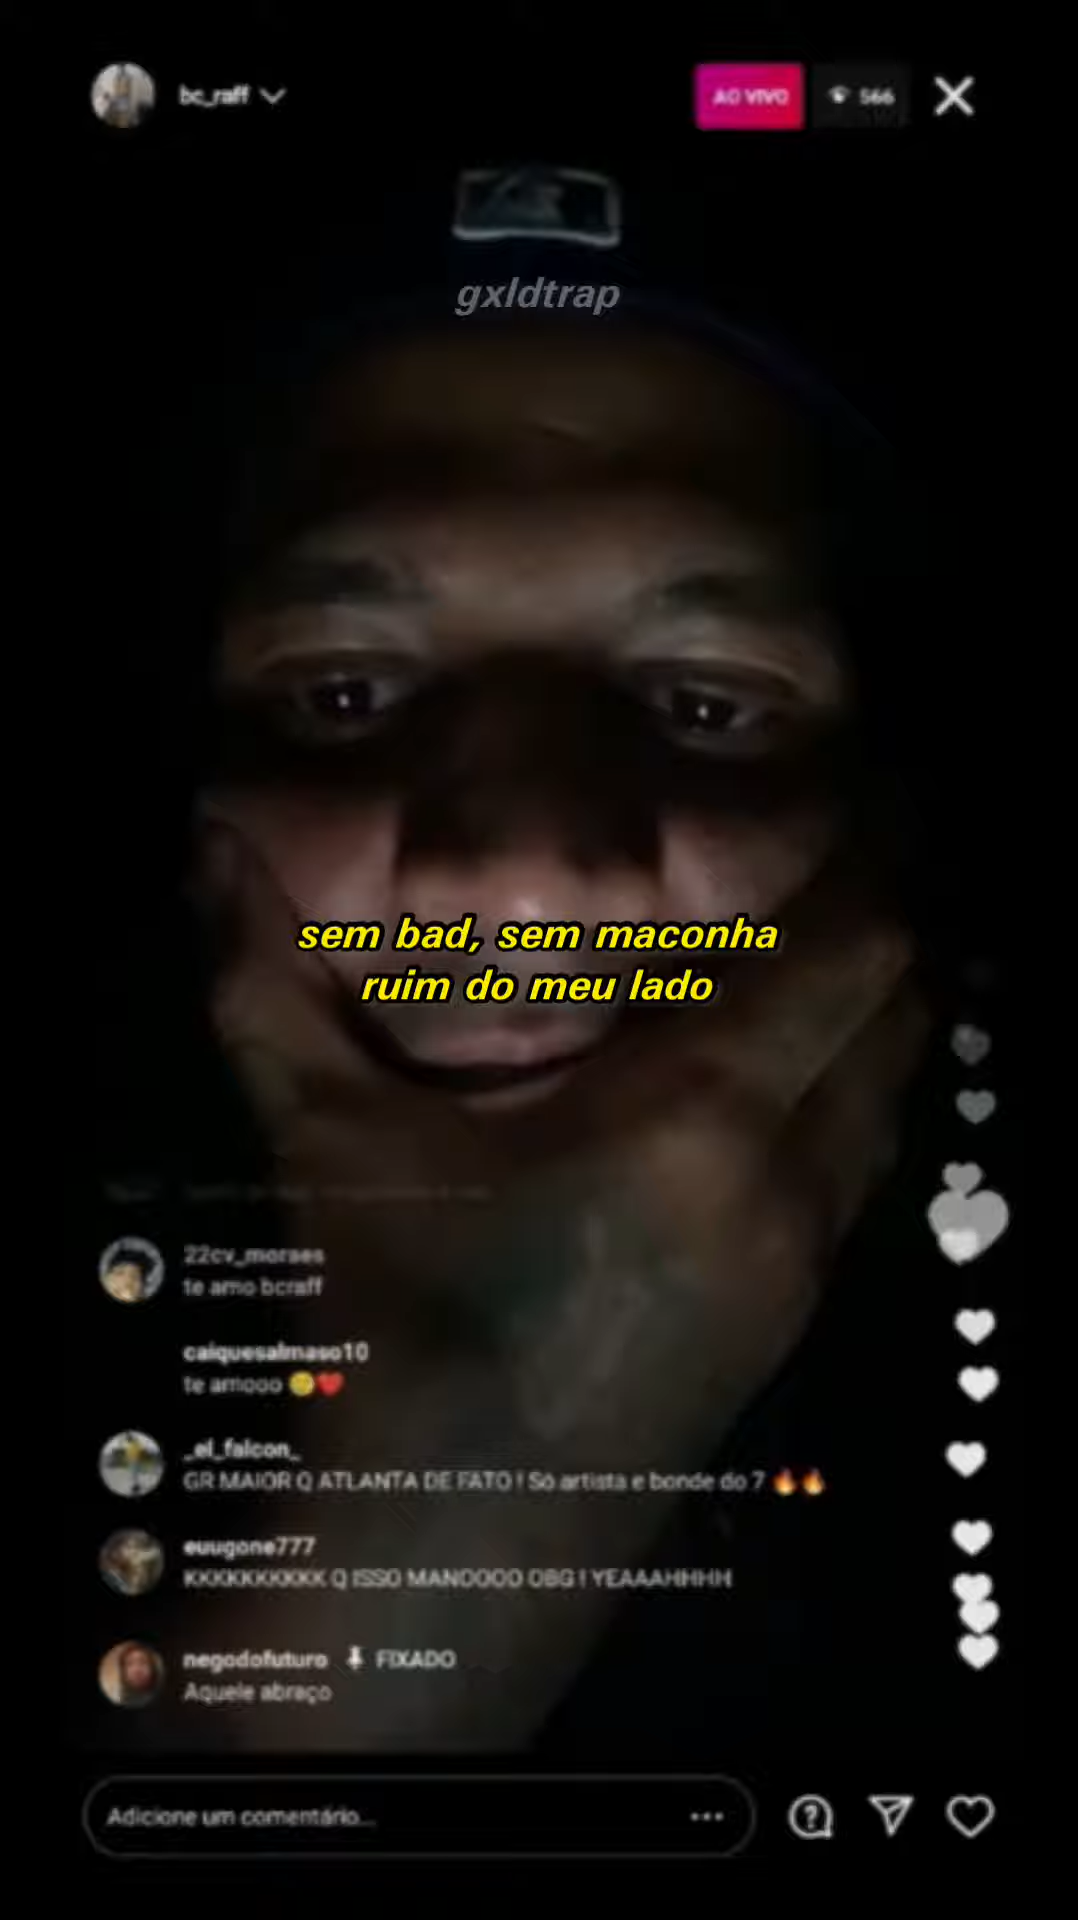 bc_raff
AO VIVO
566
gxldtrap
sem bad, sem maconha
ruim do meu lado
22cv_moraes
te amo bcraff
caiquesalmaso10
te amooo 🥲❤️
_el_falcon_
GR MAIOR Q ATLANTA DE FATO ! Só artista e bonde do 7 🔥🔥
euugone777
KKKKKKKKKK Q ISSO MANOOOO OBG ! YEAAAHHHH
negodofuturo FIXADO
Aquele abraço
Adicione um comentário...